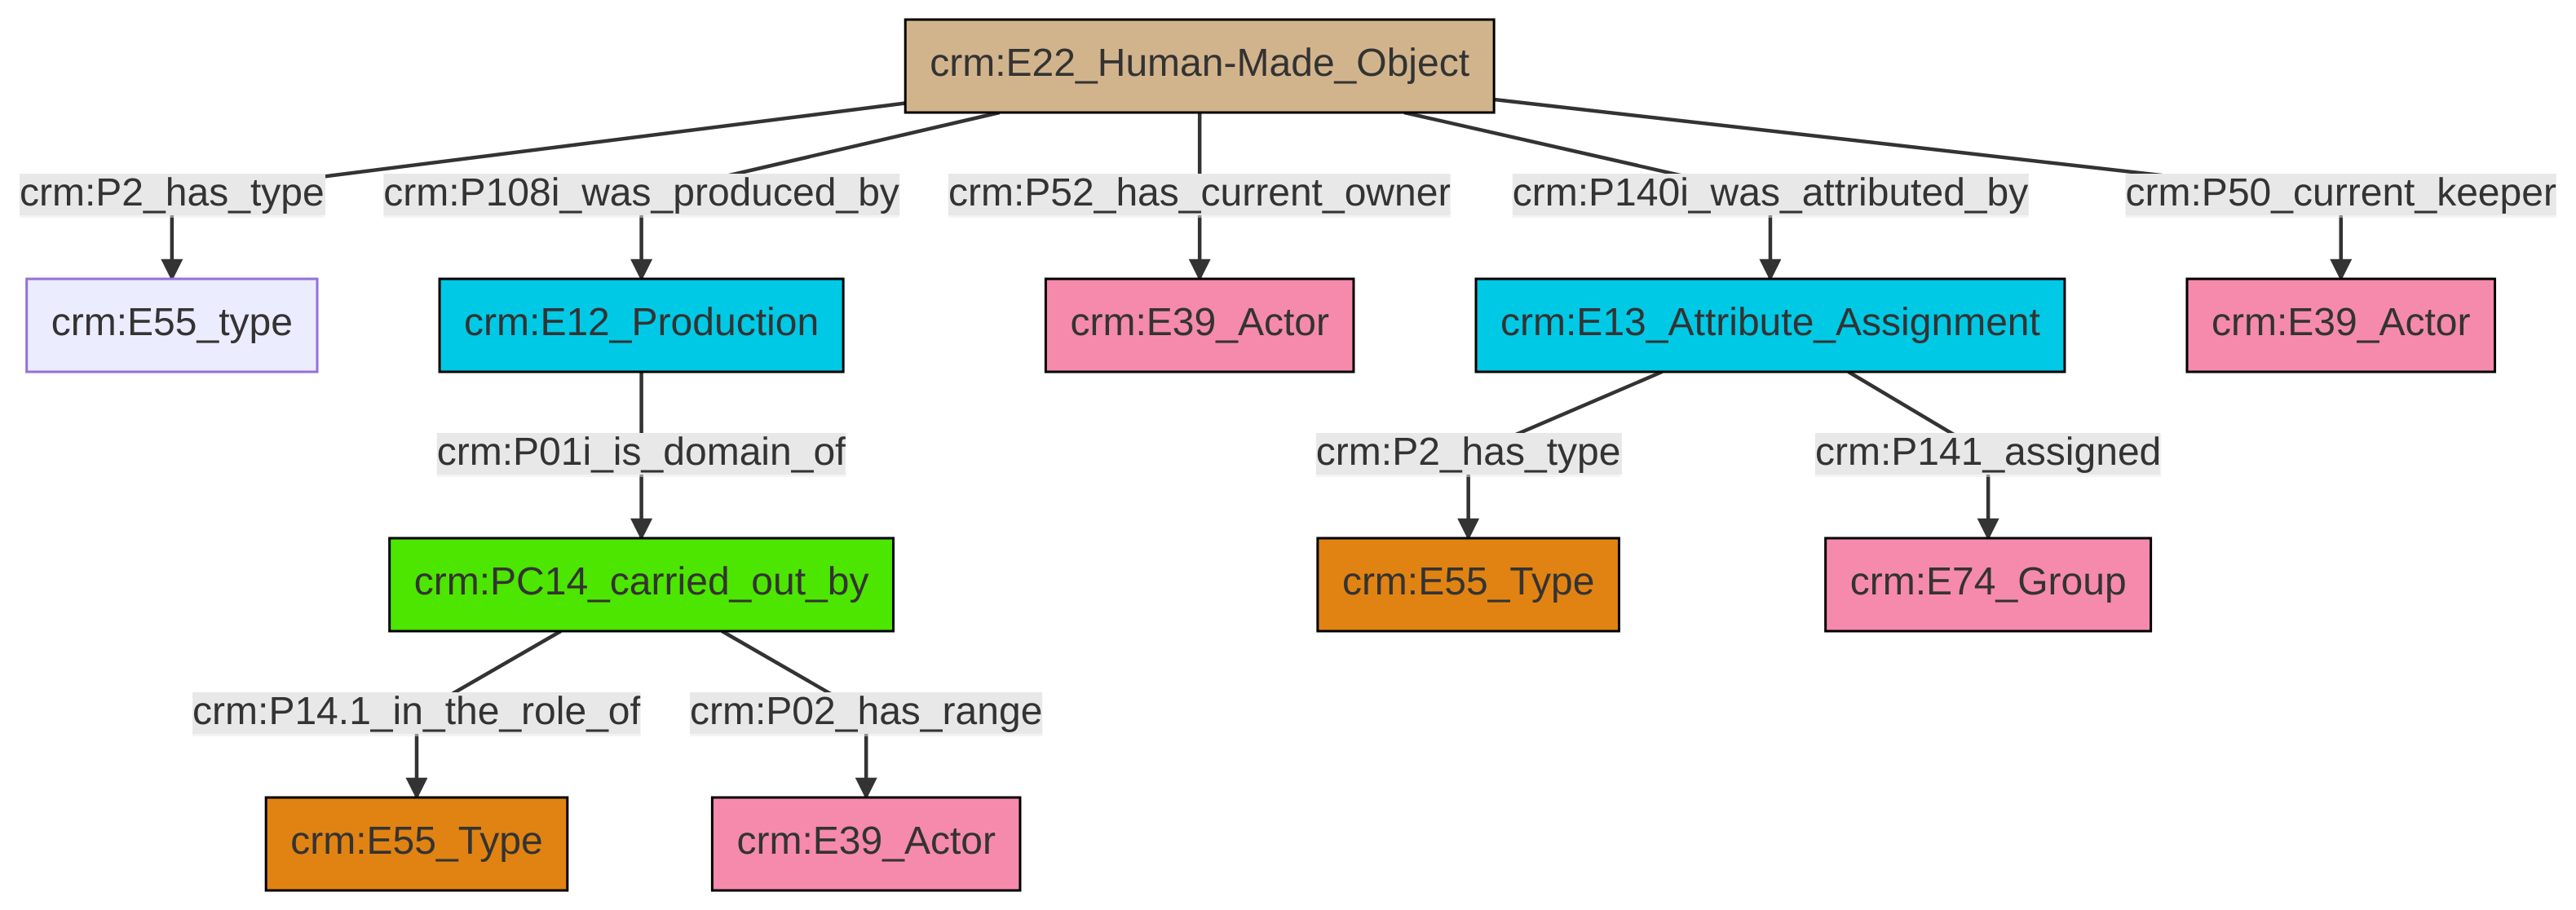 crm:E22_Human-Made_Object
crm:P2_has_type
crm:P108i_was_produced_by
crm:P52_has_current_owner
crm:P140i_was_attributed_by
crm:P50_current_keeper
crm:E55_type
crm:E12_Production
crm:E39_Actor
crm:E13_Attribute_Assignment
crm:E39_Actor
crm:P01i_is_domain_of
crm:P2_has_type
crm:P141_assigned
crm:PC14_carried_out_by
crm:E55_Type
crm:E74_Group
crm:P14.1_in_the_role_of
crm:P02_has_range
crm:E55_Type
crm:E39_Actor